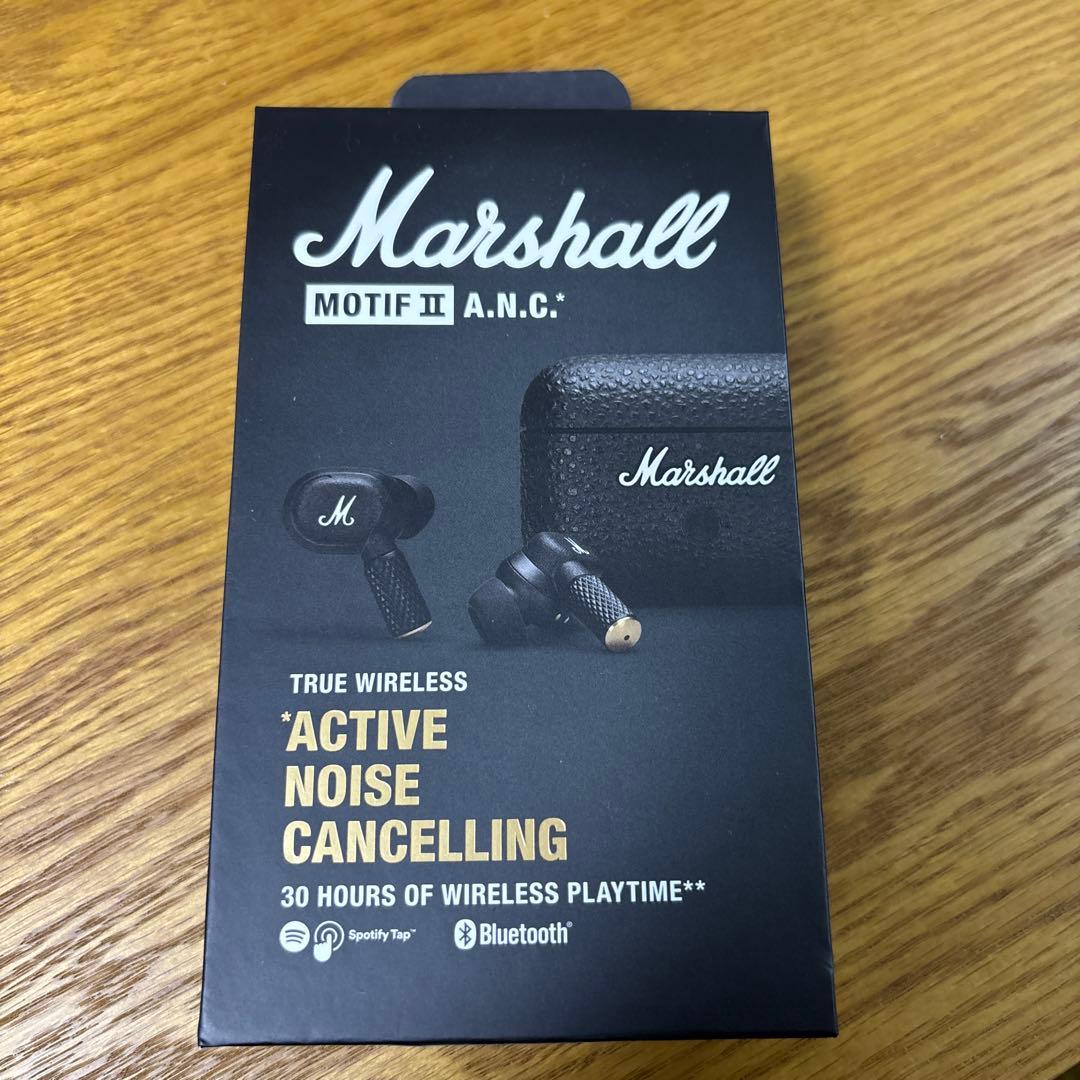 Marshall
MOTIF II A.N.C.*
Marshall
M
TRUE WIRELESS
*ACTIVE
NOISE
CANCELLING
30 HOURS OF WIRELESS PLAYTIME**
Spotify Tap™ Bluetooth®